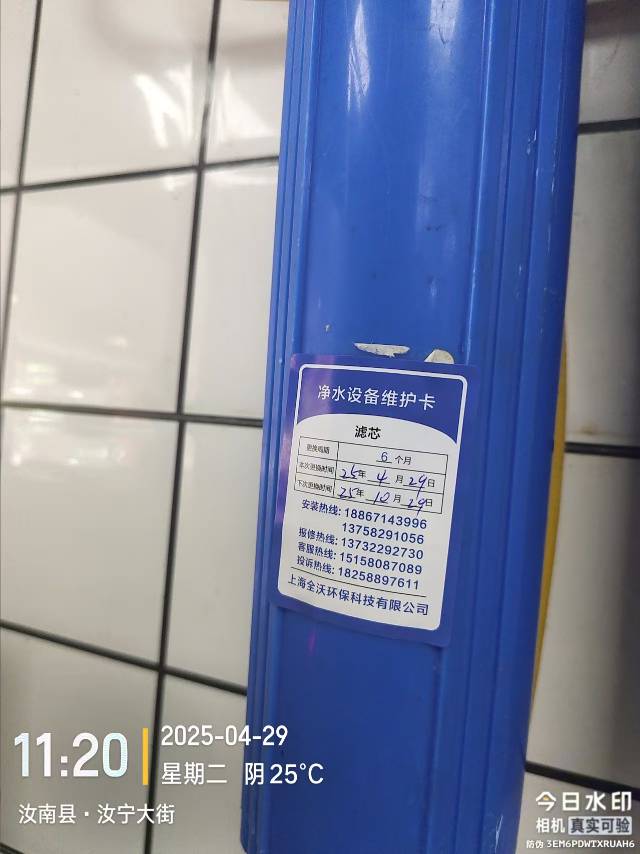 净水设备维护卡
滤芯
更换周期 6个月
本次更换时间 25年 4月 29日
下次更换时间 25年 10月 29日
安装热线: 18867143996
13758291056
报修热线: 13732292730
客服热线: 15158087089
投诉热线: 18258897611
上海全沃环保科技有限公司
11:20
2025-04-29
星期二 阴 25°C
汝南县·汝宁大街
今日水印
相机 真实可验
防伪 3EM6PDWTXRUAH6